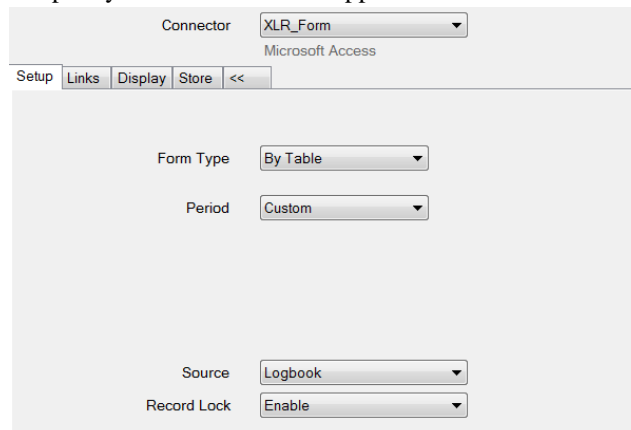 Connector XLR_Form
Microsoft Access
Setup Links Display Store <<
Form Type By Table
Period Custom
Source Logbook
Record Lock Enable